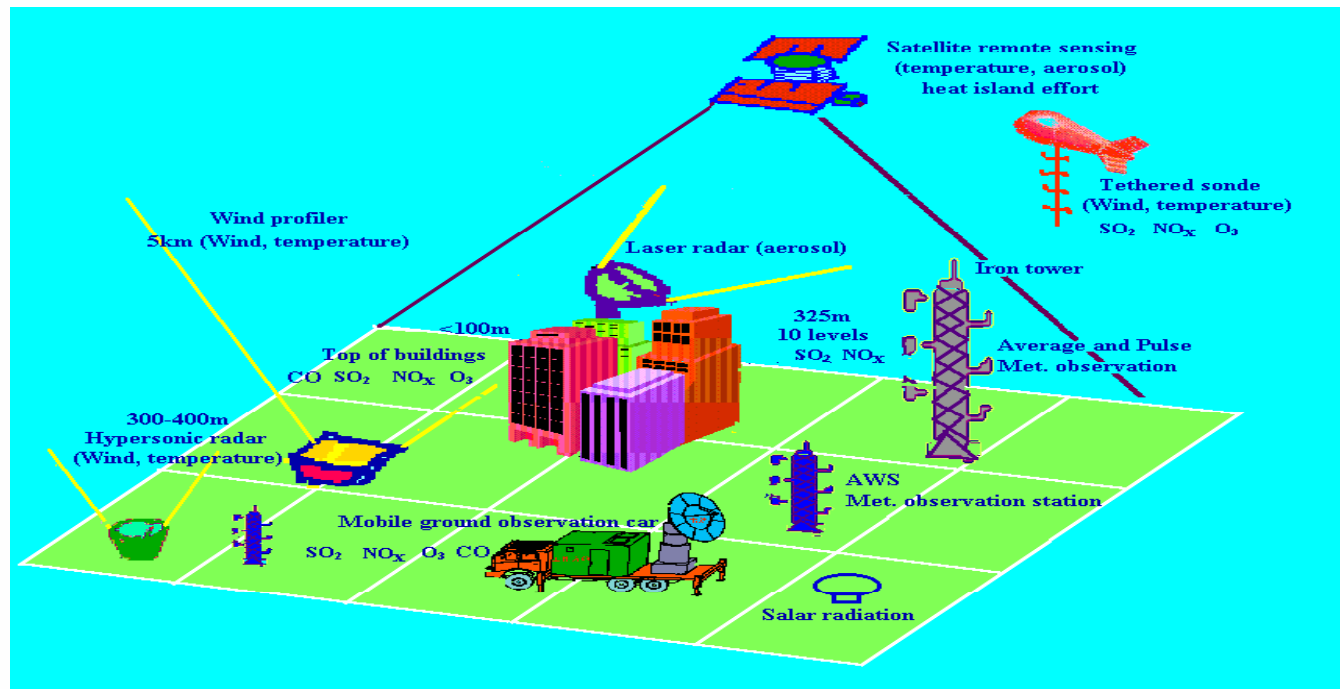 Satellite remote sensing
(temperature, aerosol)
heat island effort
Tethered sonde
(Wind, temperature)
SO₂ NOx O₃
Wind profiler
5km (Wind, temperature)
Laser radar (aerosol)
Iron tower
<100m
Top of buildings
CO SO₂ NOx O₃
325m
10 levels
SO₂ NOx
Average and Pulse
Met. observation
300-400m
Hypersonic radar
(Wind, temperature)
AWS
Met. observation station
Mobile ground observation car
SO₂ NOx O₃ CO
Salar radiation